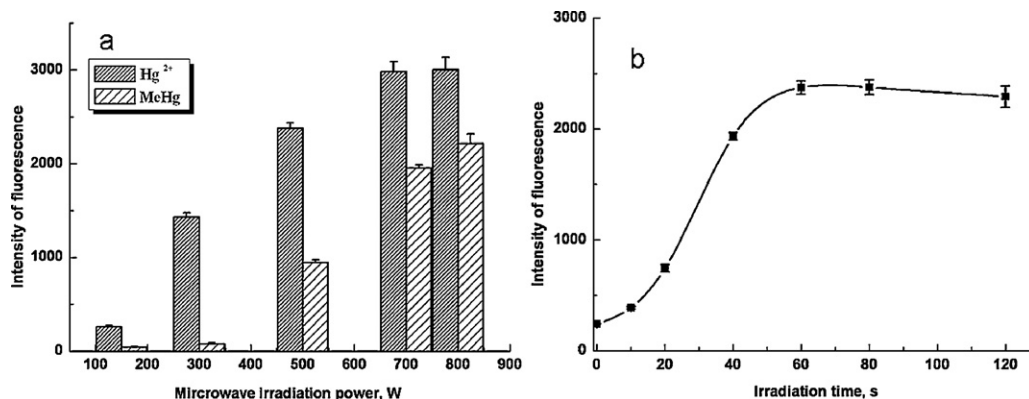 a
Hg 2+
MeHg
3000
2000
1000
0
100 200 300 400 500 600 700 800 900
Intensity of fluorescence
Mircrowave irradiation power, W
b
3000
2000
1000
0
0 20 40 60 80 100 120
Intensity of fluorescence
Irradiation time, s